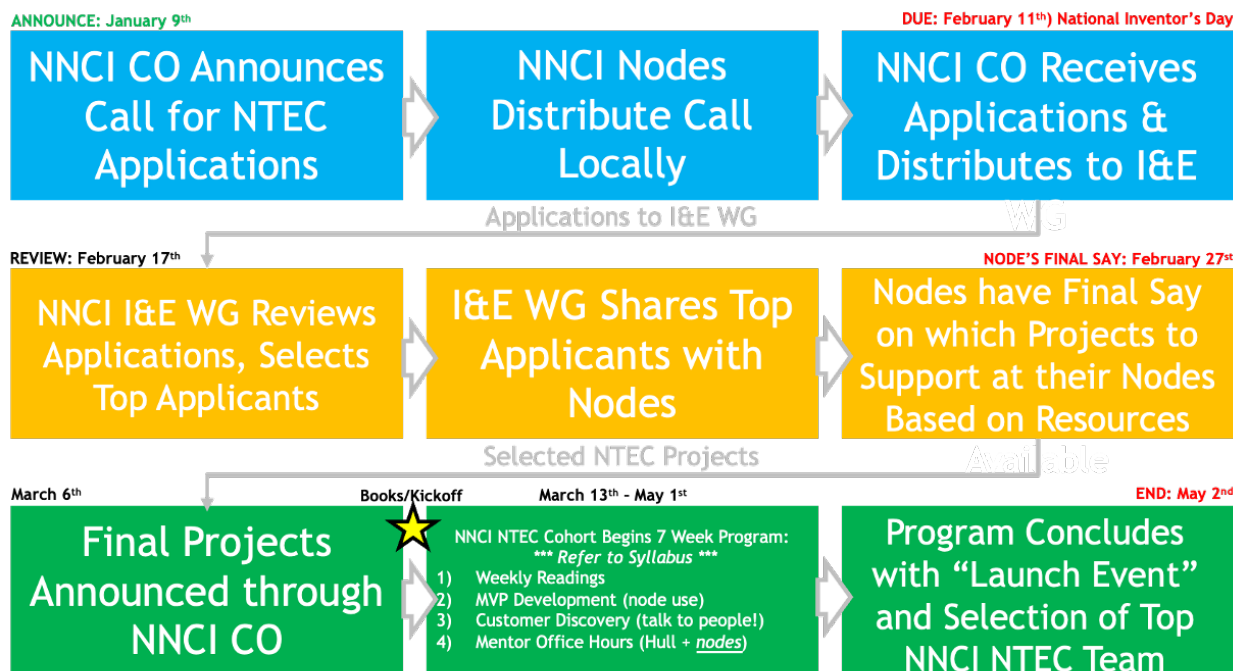 ANNOUNCE: January 9th
DUE: February 11th) National Inventor's Day
NNCI CO Announces
Call for NTEC
Applications
NNCI Nodes
Distribute Call
Locally
NNCI CO Receives
Applications &
Distributes to I&E
WG
Applications to I&E WG
REVIEW: February 17th
NODE'S FINAL SAY: February 27st
NNCI I&E WG Reviews
Applications, Selects
Top Applicants
I&E WG Shares Top
Applicants with
Nodes
Nodes have Final Say
on which Projects to
Support at their Nodes
Based on Resources
Available
Selected NTEC Projects
March 6th
Books/Kickoff
March 13th - May 1st
END: May 2nd
Final Projects
Announced through
NNCI CO
NNCI NTEC Cohort Begins 7 Week Program:
*** Refer to Syllabus ***
1) Weekly Readings
2) MVP Development (node use)
3) Customer Discovery (talk to people!)
4) Mentor Office Hours (Hull + nodes)
Program Concludes
with “Launch Event”
and Selection of Top
NNCI NTEC Team